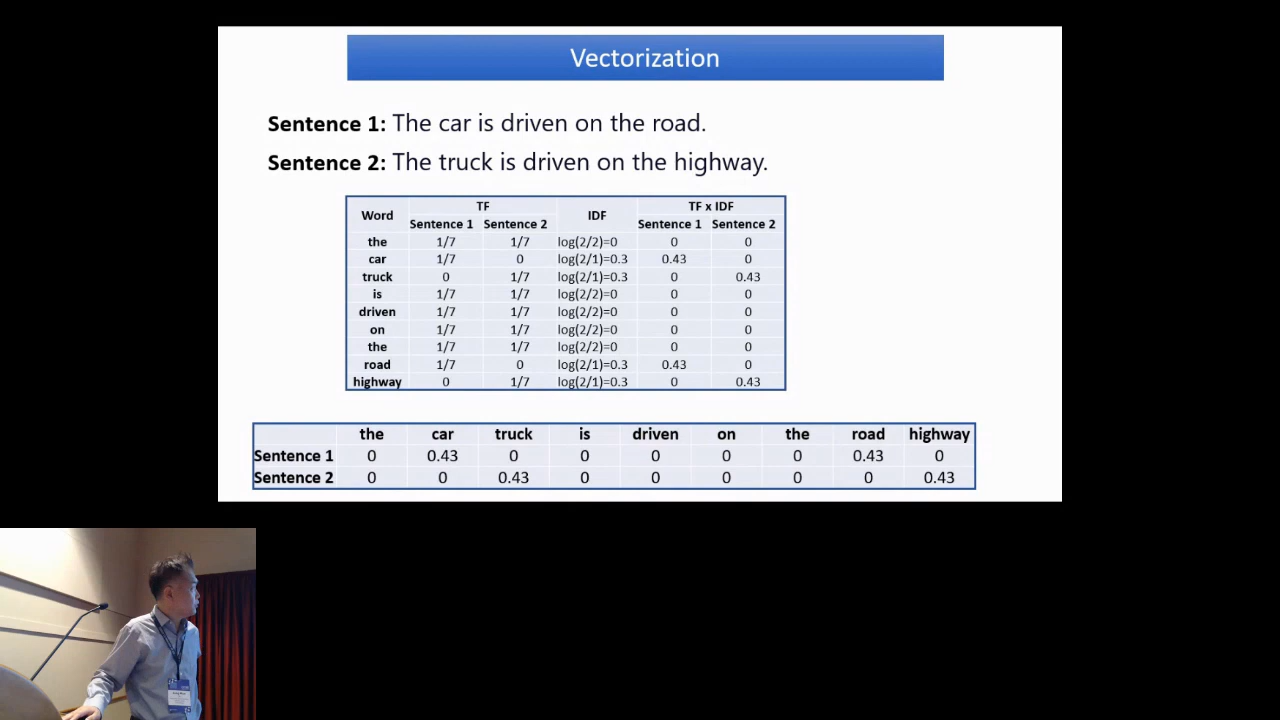 Vectorization
Sentence 1: The car is driven on the road.
Sentence 2: The truck is driven on the highway.
Word TF IDF TF x IDF
Sentence 1 Sentence 2 Sentence 1 Sentence 2
the 1/7 1/7 log(2/2)=0 0 0
car 1/7 0 log(2/1)=0.3 0.43 0
truck 0 1/7 log(2/1)=0.3 0 0.43
is 1/7 1/7 log(2/2)=0 0 0
driven 1/7 1/7 log(2/2)=0 0 0
on 1/7 1/7 log(2/2)=0 0 0
the 1/7 1/7 log(2/2)=0 0 0
road 1/7 0 log(2/1)=0.3 0.43 0
highway 0 1/7 log(2/1)=0.3 0 0.43
the car truck is driven on the road highway
Sentence 1 0 0.43 0 0 0 0 0 0.43 0
Sentence 2 0 0 0.43 0 0 0 0 0 0.43